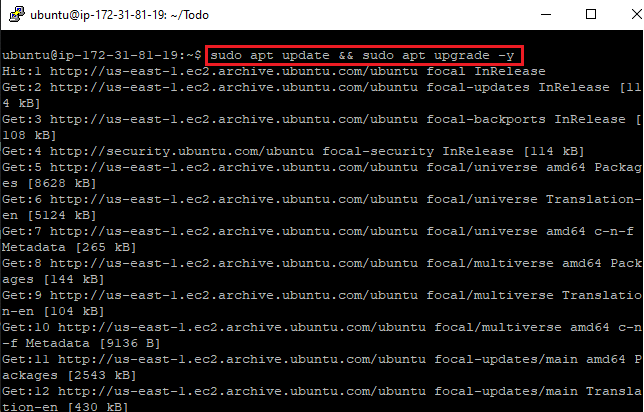 ubuntu@ip-172-31-81-19: ~/Todo
ubuntu@ip-172-31-81-19:~$ sudo apt update && sudo apt upgrade -y
Hit:1 http://us-east-1.ec2.archive.ubuntu.com/ubuntu focal InRelease
Get:2 http://us-east-1.ec2.archive.ubuntu.com/ubuntu focal-updates InRelease [11
4 kB]
Get:3 http://us-east-1.ec2.archive.ubuntu.com/ubuntu focal-backports InRelease [
108 kB]
Get:4 http://security.ubuntu.com/ubuntu focal-security InRelease [114 kB]
Get:5 http://us-east-1.ec2.archive.ubuntu.com/ubuntu focal/universe amd64 Packag
es [8628 kB]
Get:6 http://us-east-1.ec2.archive.ubuntu.com/ubuntu focal/universe Translation-
en [5124 kB]
Get:7 http://us-east-1.ec2.archive.ubuntu.com/ubuntu focal/universe amd64 c-n-f
Metadata [265 kB]
Get:8 http://us-east-1.ec2.archive.ubuntu.com/ubuntu focal/multiverse amd64 Pack
ages [144 kB]
Get:9 http://us-east-1.ec2.archive.ubuntu.com/ubuntu focal/multiverse Translatio
n-en [104 kB]
Get:10 http://us-east-1.ec2.archive.ubuntu.com/ubuntu focal/multiverse amd64 c-n
-f Metadata [9136 B]
Get:11 http://us-east-1.ec2.archive.ubuntu.com/ubuntu focal-updates/main amd64 P
ackages [2543 kB]
Get:12 http://us-east-1.ec2.archive.ubuntu.com/ubuntu focal-updates/main Transla
tion-en [430 kB]